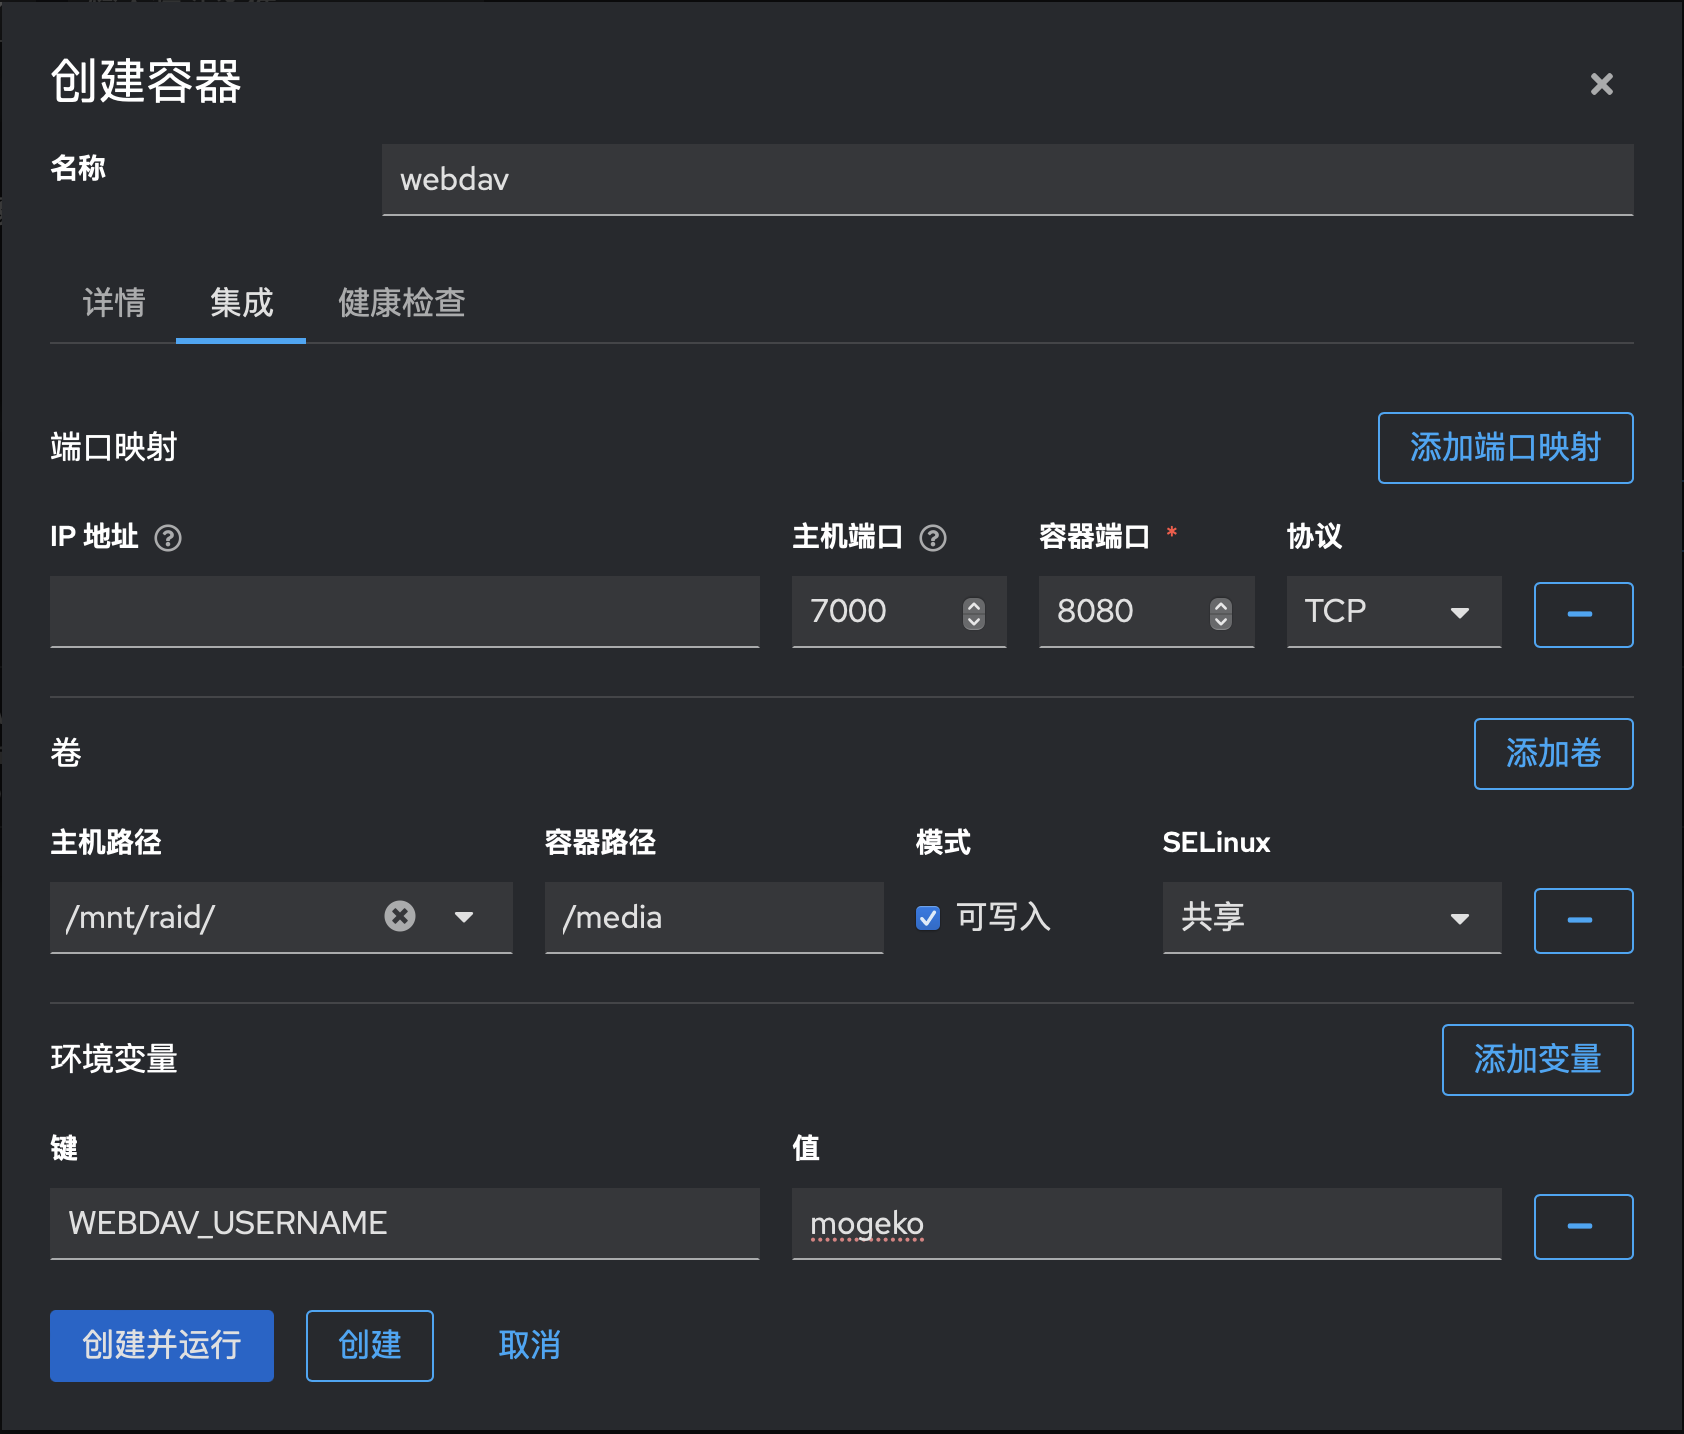 创建容器
名称
webdav
详情 集成 健康检查
端口映射 添加端口映射
IP 地址 主机端口 容器端口 * 协议
7000 8080 TCP
卷 添加卷
主机路径 容器路径 模式 SELinux
/mnt/raid/ /media 可写入 共享
环境变量 添加变量
键 值
WEBDAV_USERNAME mogeko
创建并运行 创建 取消